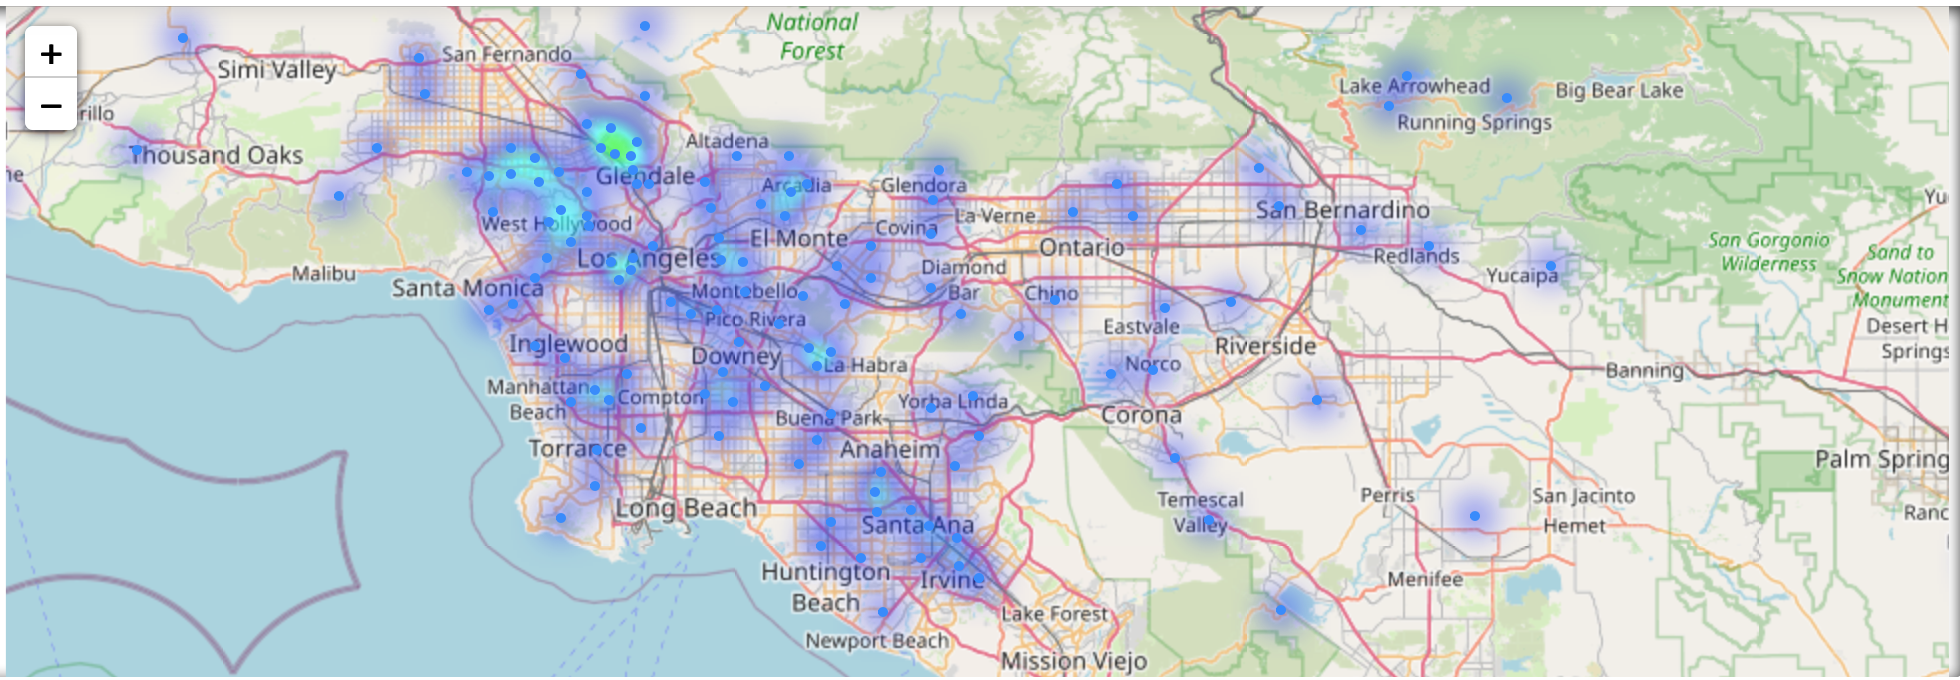 National
Forest
+
−
San Fernando
Simi Valley
Lake Arrowhead
Big Bear Lake
rillo
Running Springs
Altadena
Thousand Oaks
Glendale
Arcadia
Glendora
ne
Yu
West Hollywood
La Verne
San Bernardino
Covina
El Monte
Ontario
San Gorgonio
Wilderness
Los Angeles
Redlands
Sand to
Snow Nation
Monument
Malibu
Diamond
Bar
Yucaipa
Santa Monica
Montebello
Chino
Pico Rivera
Eastvale
Desert H
Springs
Inglewood
Downey
Riverside
La Habra
Norco
Banning
Manhattan
Beach
Compton
Yorba Linda
Buena Park
Corona
Torrance
Anaheim
Palm Spring
Long Beach
Santa Ana
Temescal
Valley
Perris
San Jacinto
Hemet
Ranc
Huntington
Beach
Irvine
Menifee
Lake Forest
Newport Beach
Mission Viejo